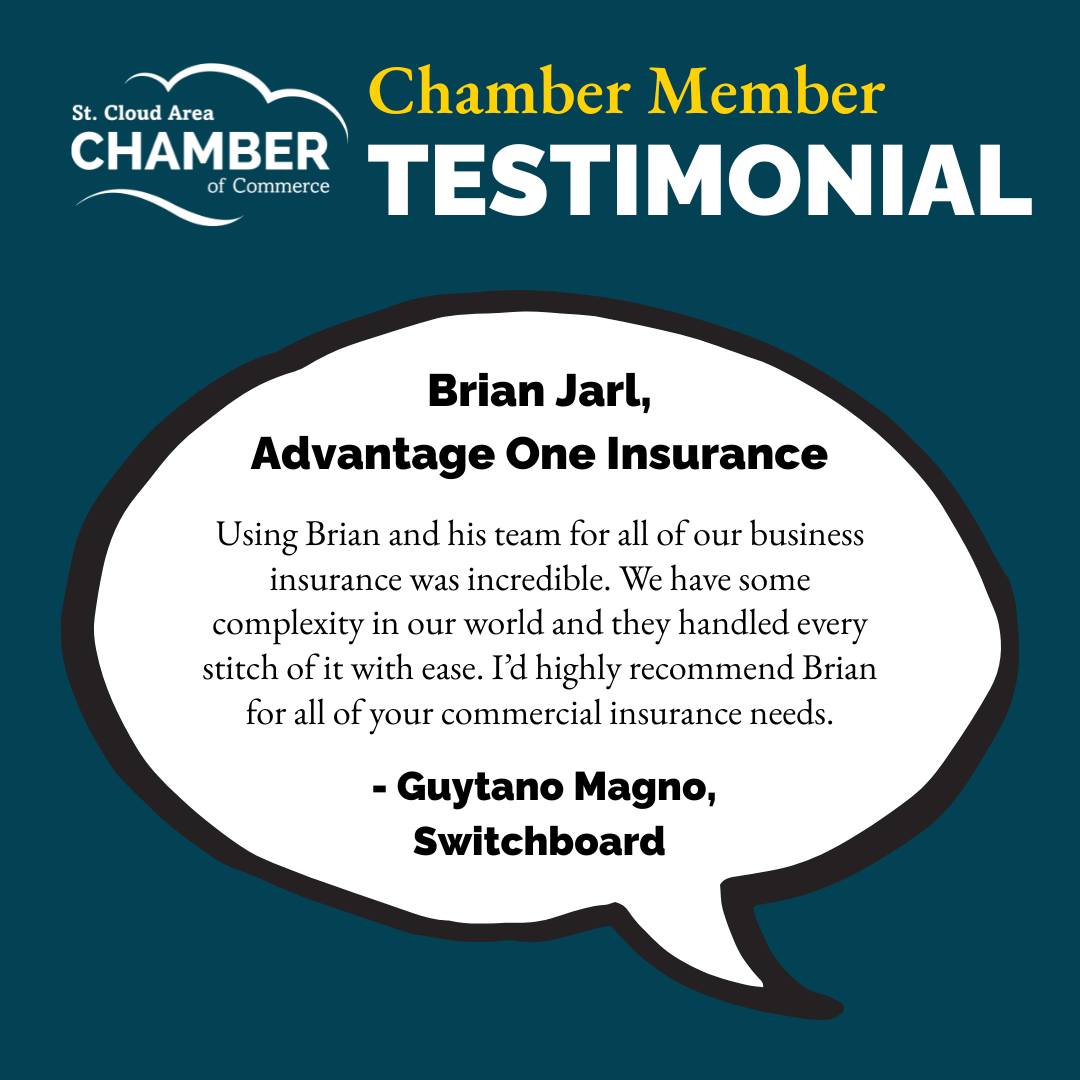 St. Cloud Area
CHAMBER
of Commerce
Chamber Member
TESTIMONIAL
Brian Jarl,
Advantage One Insurance
Using Brian and his team for all of our business
insurance was incredible. We have some
complexity in our world and they handled every
stitch of it with ease. I’d highly recommend Brian
for all of your commercial insurance needs.
- Guytano Magno,
Switchboard